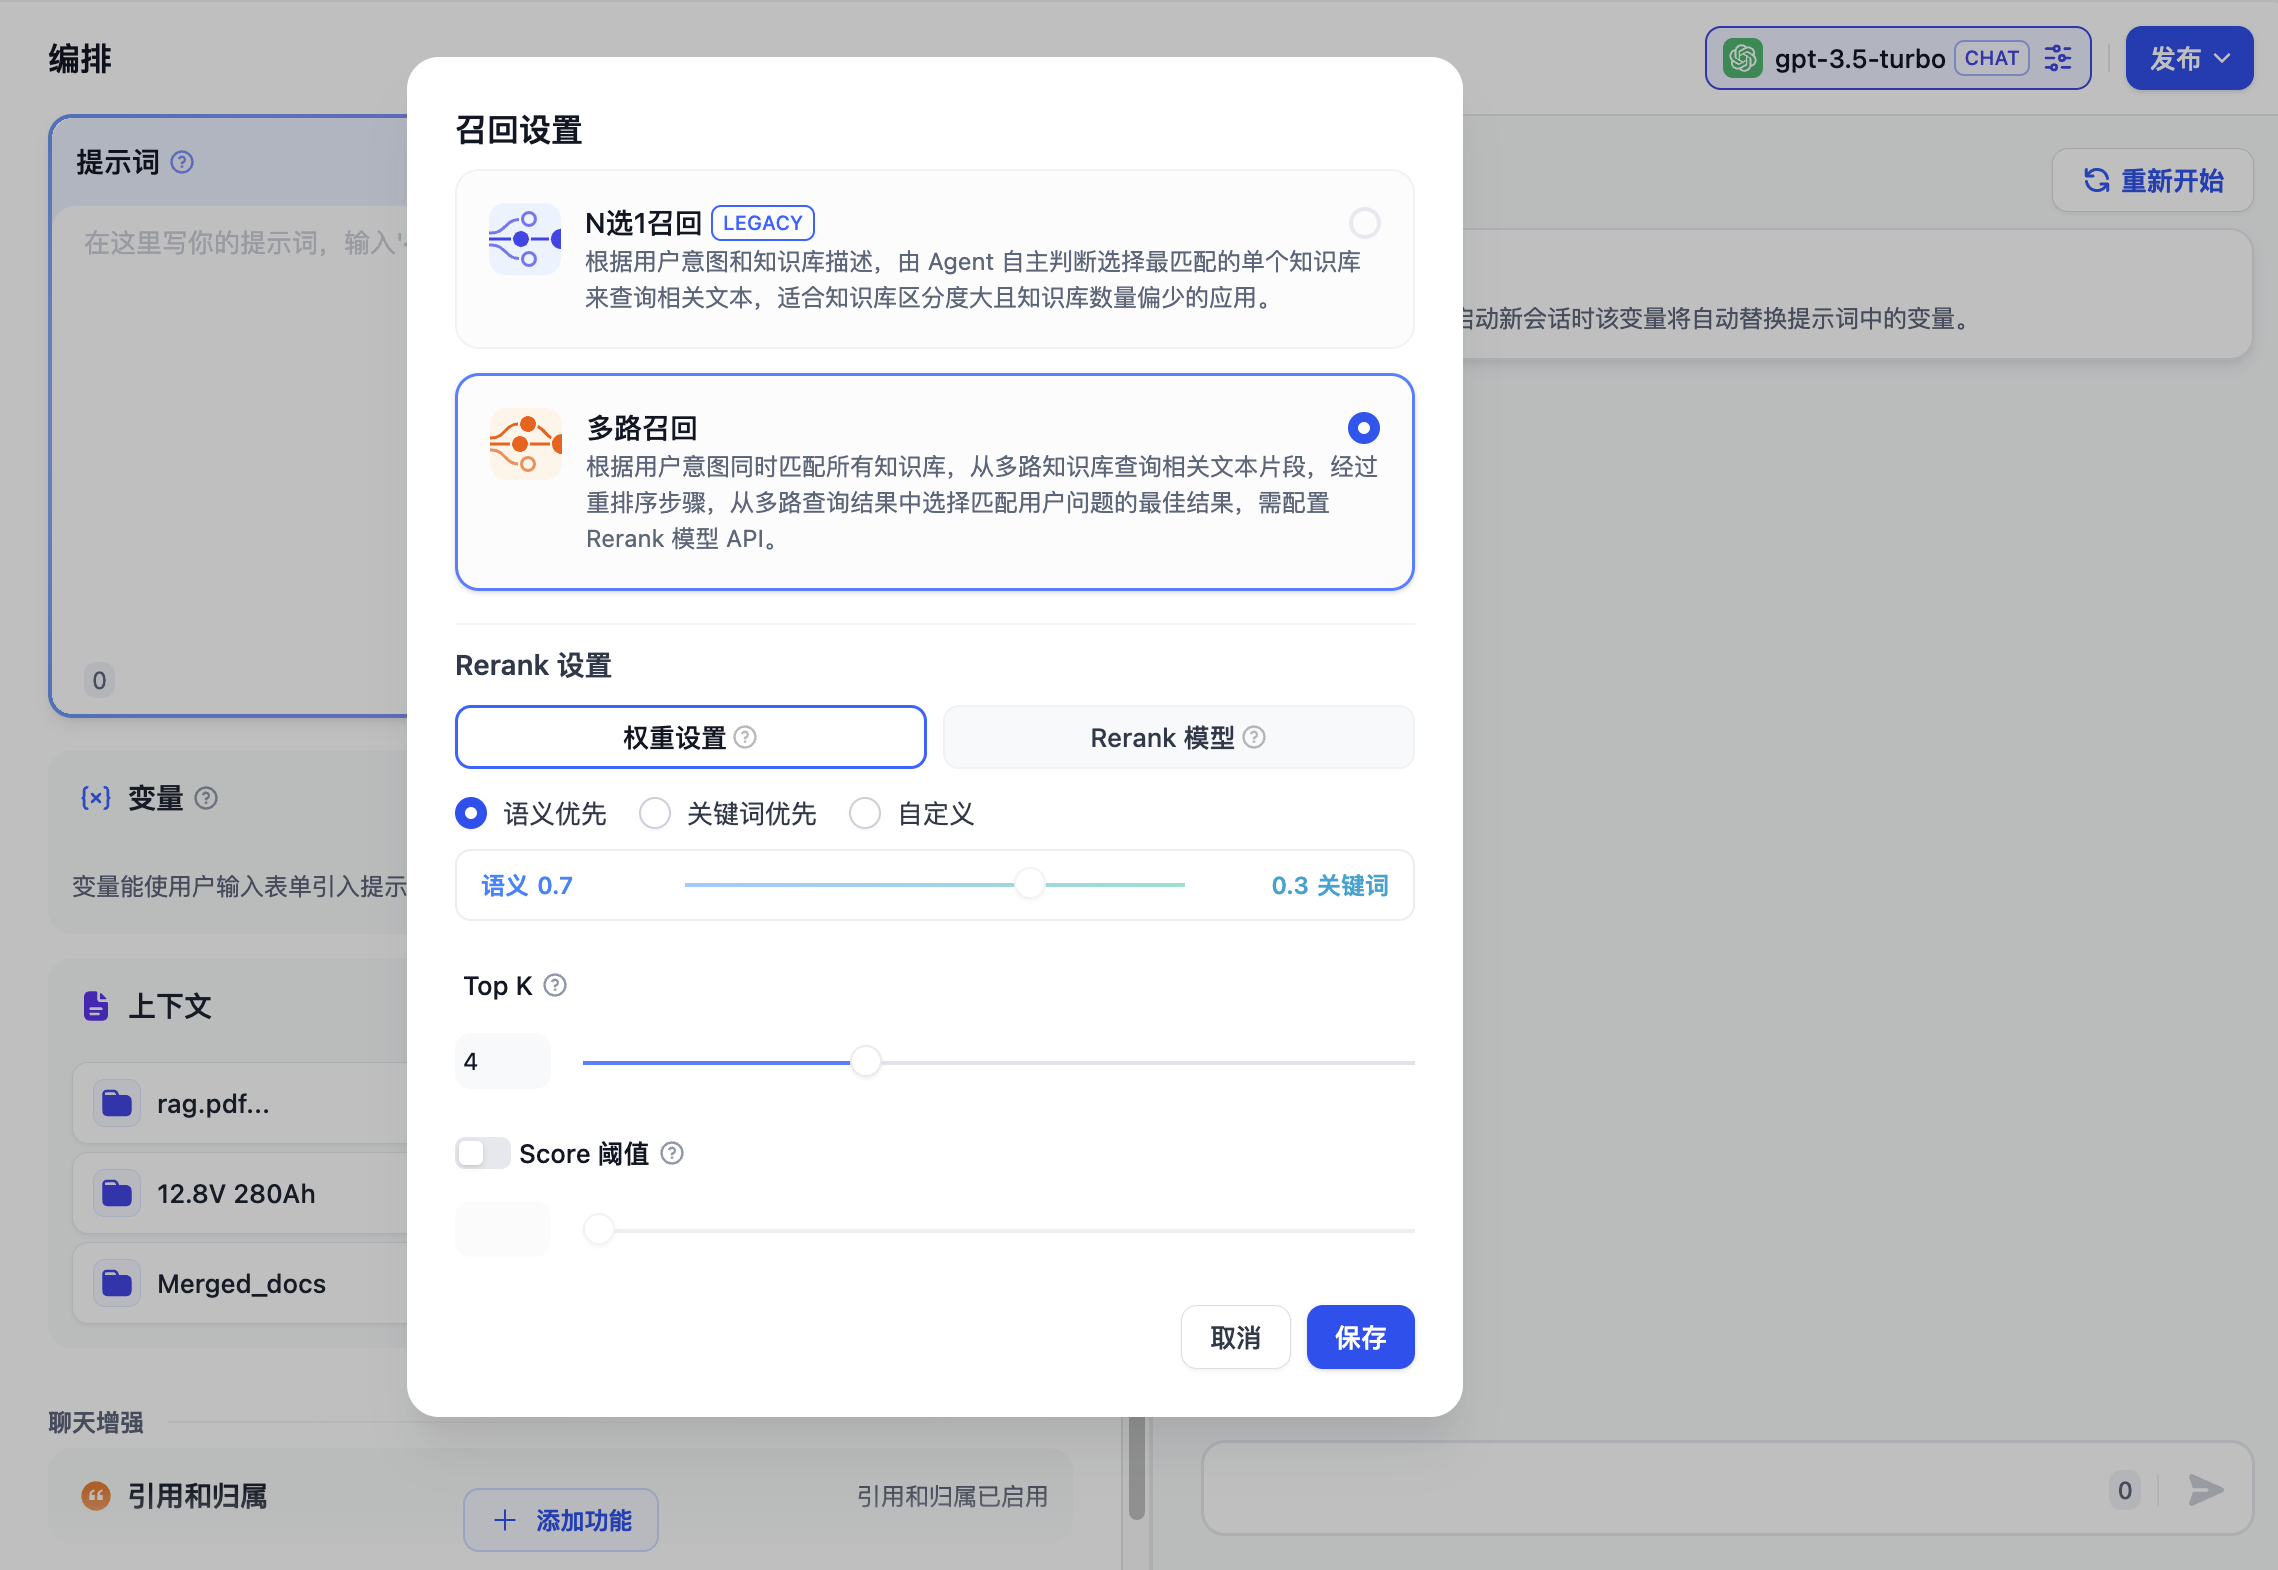 编排
gpt-3.5-turbo CHAT
发布
提示词
在这里写你的提示词，输入'
0
重新开始
启动新会话时该变量将自动替换提示词中的变量。
变量
变量能使用户输入表单引入提示
上下文
rag.pdf...
12.8V 280Ah
Merged_docs
聊天增强
引用和归属
引用和归属已启用
添加功能
0
召回设置
N选1召回 LEGACY
根据用户意图和知识库描述，由 Agent 自主判断选择最匹配的单个知识库
来查询相关文本，适合知识库区分度大且知识库数量偏少的应用。
多路召回
根据用户意图同时匹配所有知识库，从多路知识库查询相关文本片段，经过
重排序步骤，从多路查询结果中选择匹配用户问题的最佳结果，需配置
Rerank 模型 API。
Rerank 设置
权重设置
Rerank 模型
语义优先 关键词优先 自定义
语义 0.7 0.3 关键词
Top K
4
Score 阈值
取消
保存